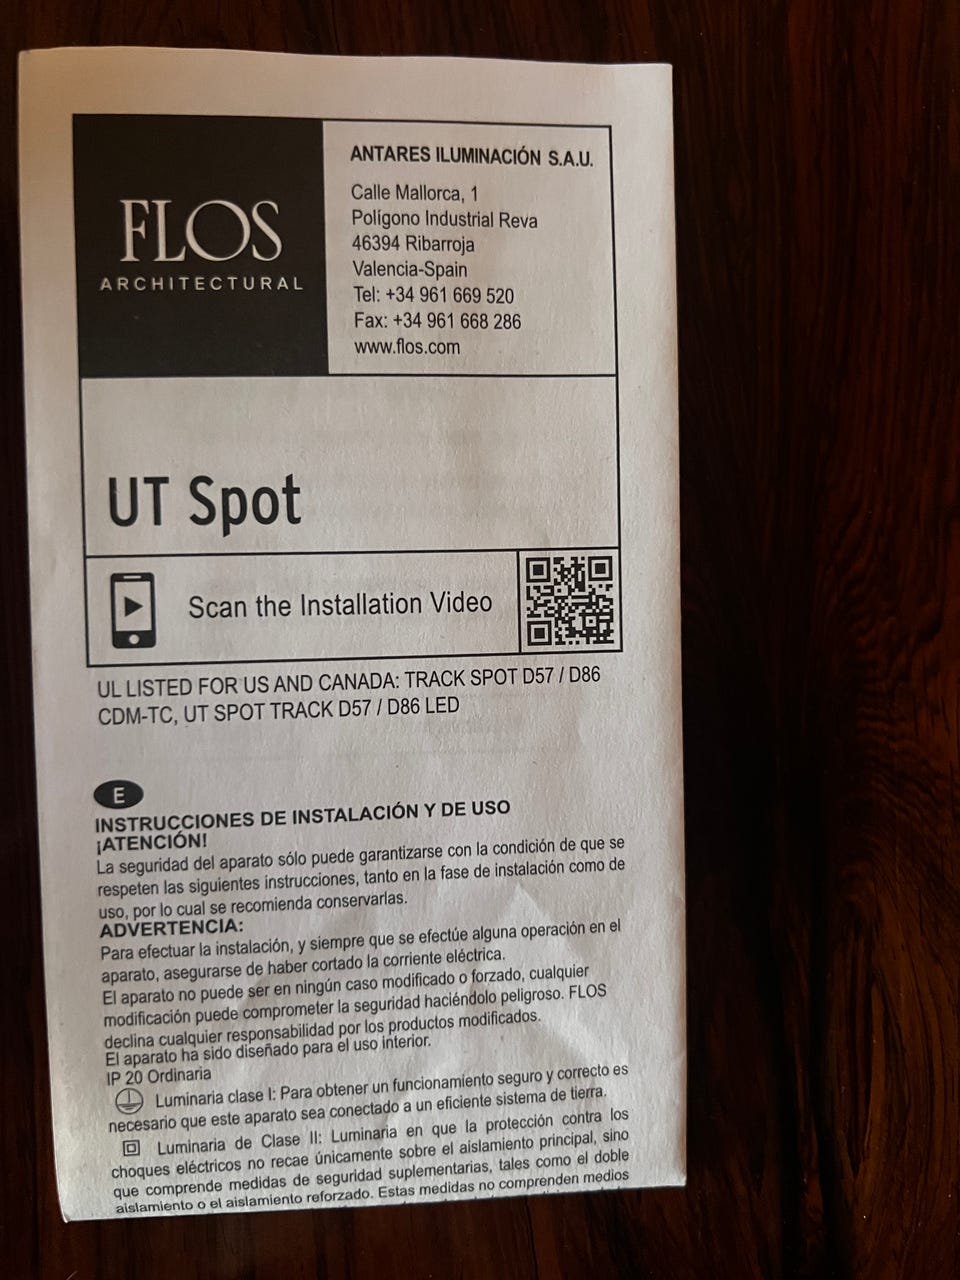 FLOS
ARCHITECTURAL
ANTARES ILUMINACIÓN S.A.U.
Calle Mallorca, 1
Polígono Industrial Reva
46394 Ribarroja
Valencia-Spain
Tel: +34 961 669 520
Fax: +34 961 668 286
www.flos.com
UT Spot
Scan the Installation Video
UL LISTED FOR US AND CANADA: TRACK SPOT D57 / D86
CDM-TC, UT SPOT TRACK D57 / D86 LED
E
INSTRUCCIONES DE INSTALACIÓN Y DE USO
¡ATENCIÓN!
La seguridad del aparato sólo puede garantizarse con la condición de que se
respeten las siguientes instrucciones, tanto en la fase de instalación como de
uso, por lo cual se recomienda conservarlas.
ADVERTENCIA:
Para efectuar la instalación, y siempre que se efectúe alguna operación en el
aparato, asegurarse de haber cortado la corriente eléctrica.
El aparato no puede ser en ningún caso modificado o forzado, cualquier
modificación puede comprometer la seguridad haciéndolo peligroso. FLOS
declina cualquier responsabilidad por los productos modificados.
El aparato ha sido diseñado para el uso interior.
IP 20 Ordinaria
Luminaria clase I: Para obtener un funcionamiento seguro y correcto es
necesario que este aparato sea conectado a un eficiente sistema de tierra.
Luminaria de Clase II: Luminaria en que la protección contra los
choques eléctricos no recae únicamente sobre el aislamiento principal, sino
que comprende medidas de seguridad suplementarias, tales como el doble
aislamiento o el aislamiento reforzado. Estas medidas no comprenden medios